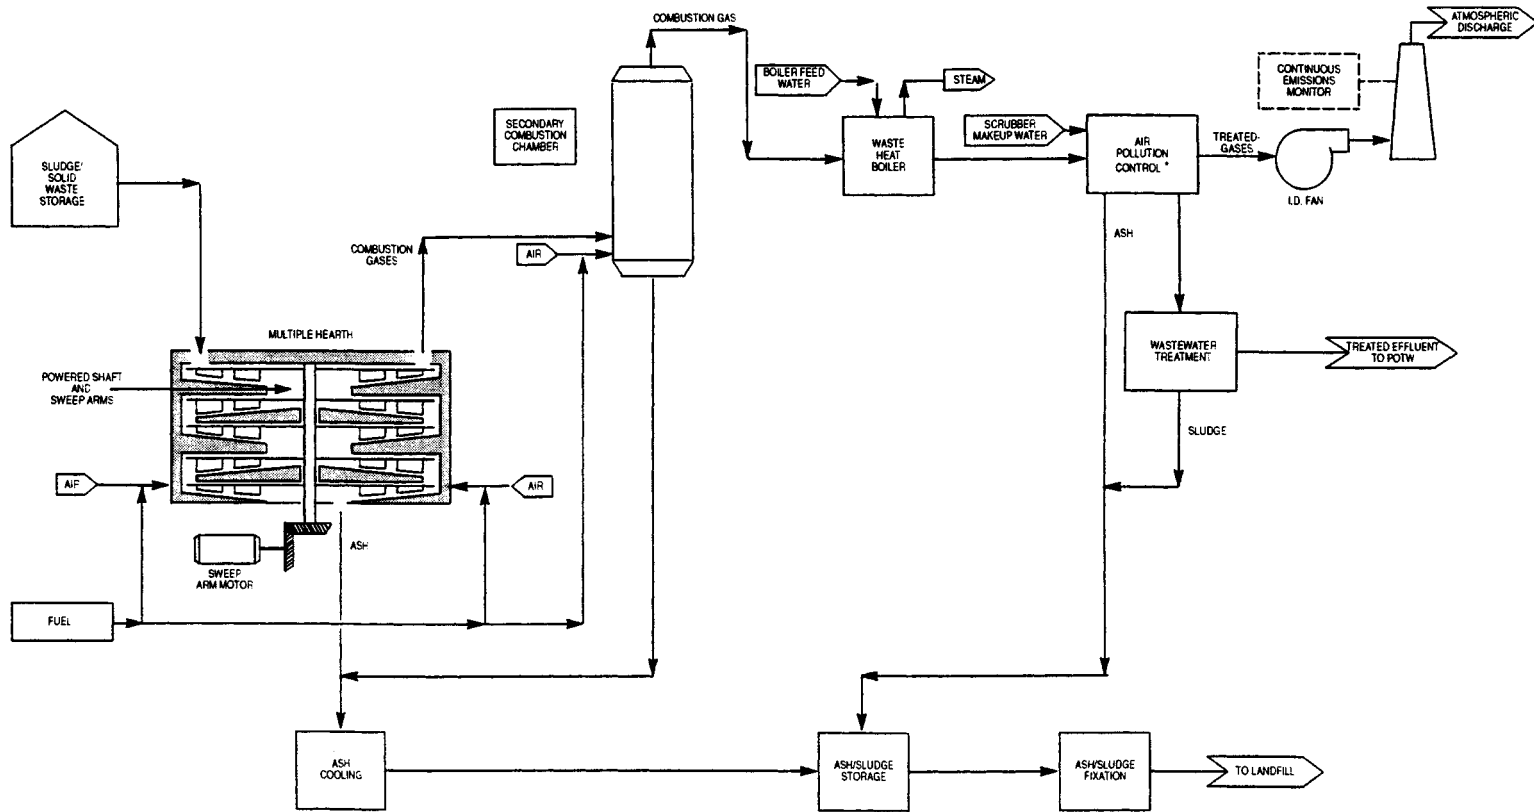 COMBUSTION GAS
ATMOSPHERIC
DISCHARGE
BOILER FEED
WATER
STEAM
CONTINUOUS
EMISSIONS
MONITOR
SECONDARY
COMBUSTION
CHAMBER
SCRUBBER
MAKEUP WATER
WASTE
HEAT
BOILER
AIR
POLLUTION
CONTROL *
TREATED-
GASES
I.D. FAN
SLUDGE/
SOLID
WASTE
STORAGE
COMBUSTION
GASES
AIR
ASH
MULTIPLE HEARTH
WASTEWATER
TREATMENT
TREATED EFFLUENT
TO POTW
POWERED SHAFT
AND
SWEEP ARMS
SLUDGE
AIF
AIR
ASH
SWEEP
ARM MOTOR
FUEL
ASH
COOLING
ASH/SLUDGE
STORAGE
ASH/SLUDGE
FIXATION
TO LANDFILL